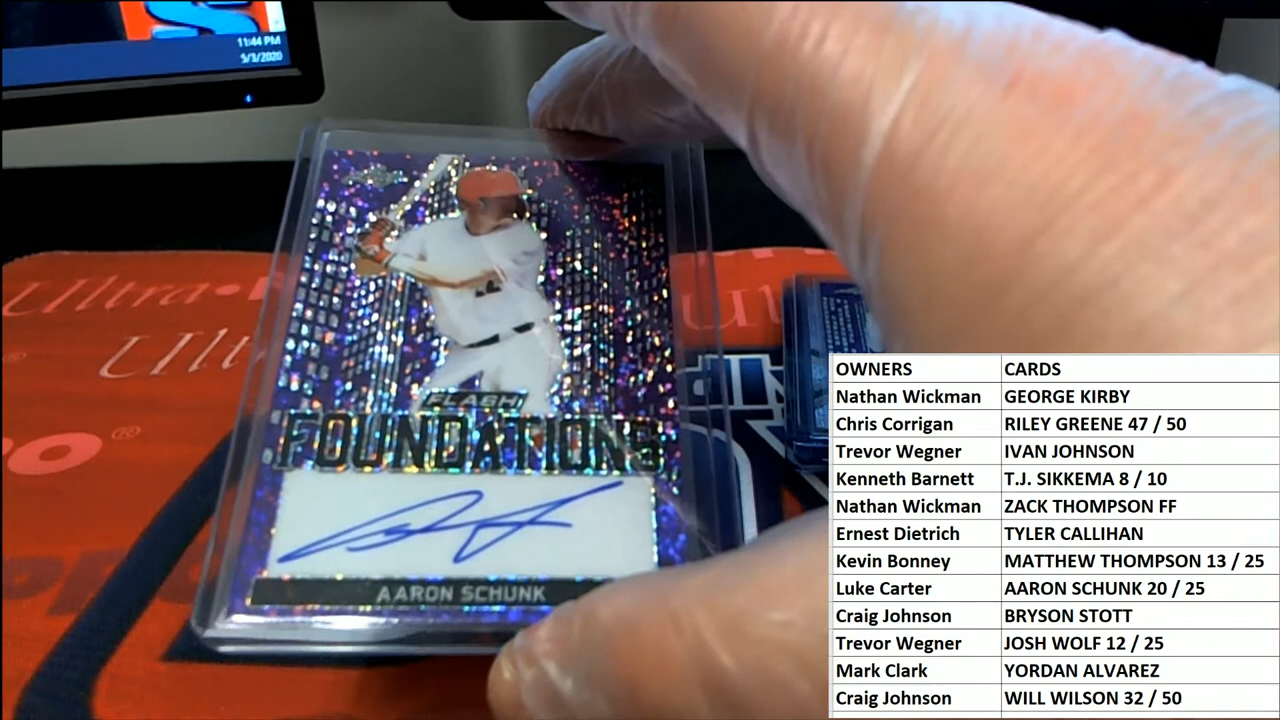 11:44 PM
5/3/2020
Ultra
Ultra
FLASH
FOUNDATIONS
AARON SCHUNK
OWNERS CARDS
Nathan Wickman GEORGE KIRBY
Chris Corrigan RILEY GREENE 47 / 50
Trevor Wegner IVAN JOHNSON
Kenneth Barnett T.J. SIKKEMA 8 / 10
Nathan Wickman ZACK THOMPSON FF
Ernest Dietrich TYLER CALLIHAN
Kevin Bonney MATTHEW THOMPSON 13 / 25
Luke Carter AARON SCHUNK 20 / 25
Craig Johnson BRYSON STOTT
Trevor Wegner JOSH WOLF 12 / 25
Mark Clark YORDAN ALVAREZ
Craig Johnson WILL WILSON 32 / 50